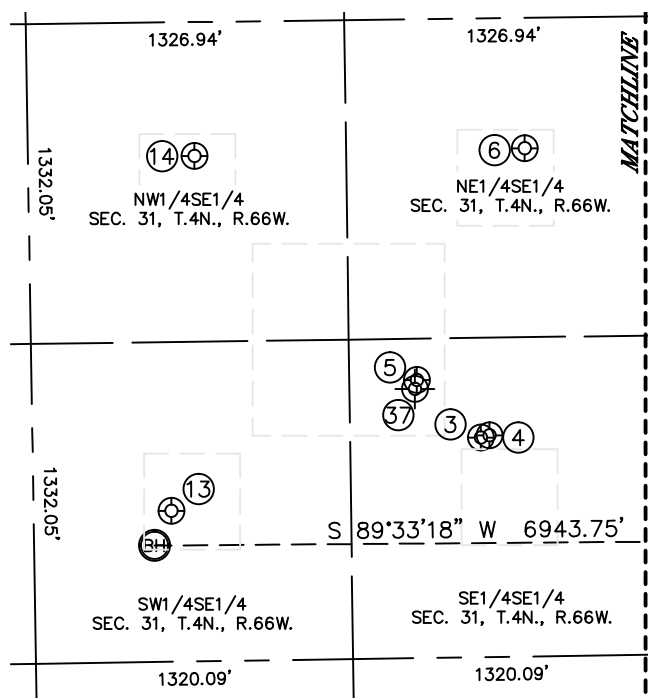 1326.94'
1326.94'
MATCHLINE
1332.05'
14
6
NW1/4SE1/4
SEC. 31, T.4N., R.66W.
NE1/4SE1/4
SEC. 31, T.4N., R.66W.
5
37
3
4
1332.05'
13
S 89°33'18" W 6943.75'
BH
SW1/4SE1/4
SEC. 31, T.4N., R.66W.
SE1/4SE1/4
SEC. 31, T.4N., R.66W.
1320.09'
1320.09'